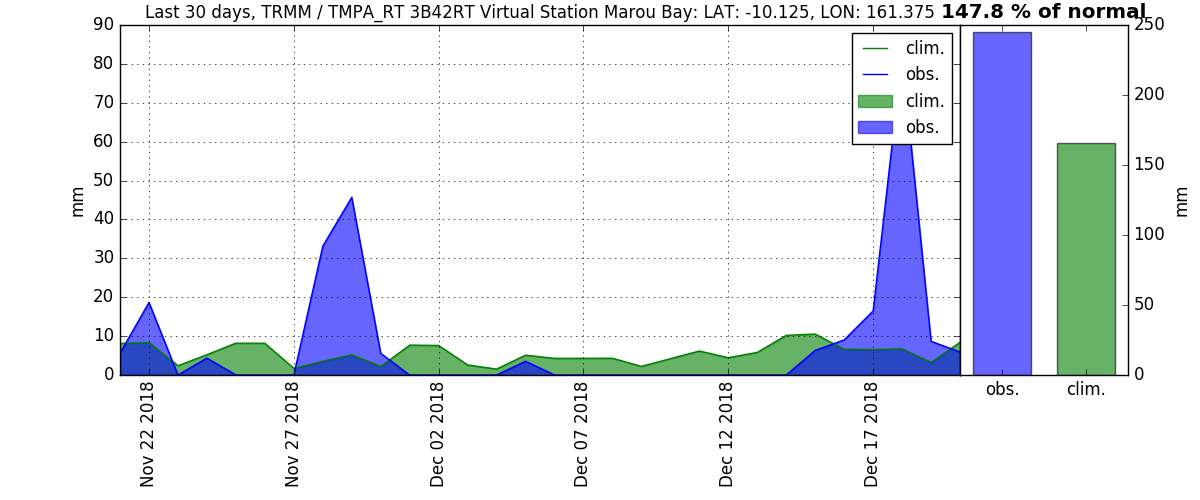 Last 30 days, TRMM / TMPA_RT 3B42RT Virtual Station Marou Bay: LAT: -10.125, LON: 161.375 147.8 % of normal
90
80
70
60
50
40
30
20
10
0
mm
clim.
obs.
clim.
obs.
Nov 22 2018
Nov 27 2018
Dec 02 2018
Dec 07 2018
Dec 12 2018
Dec 17 2018
250
200
150
100
50
0
mm
obs. clim.